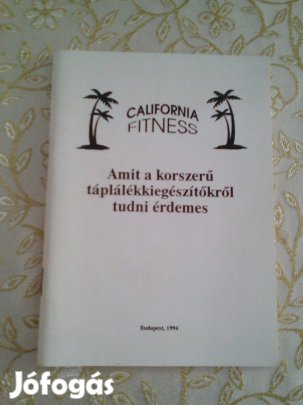 CALIFORNIA
FITNESS
Amit a korszerű
táplálékkiegészítőkről
tudni érdemes
Budapest, 1994
Jófogás